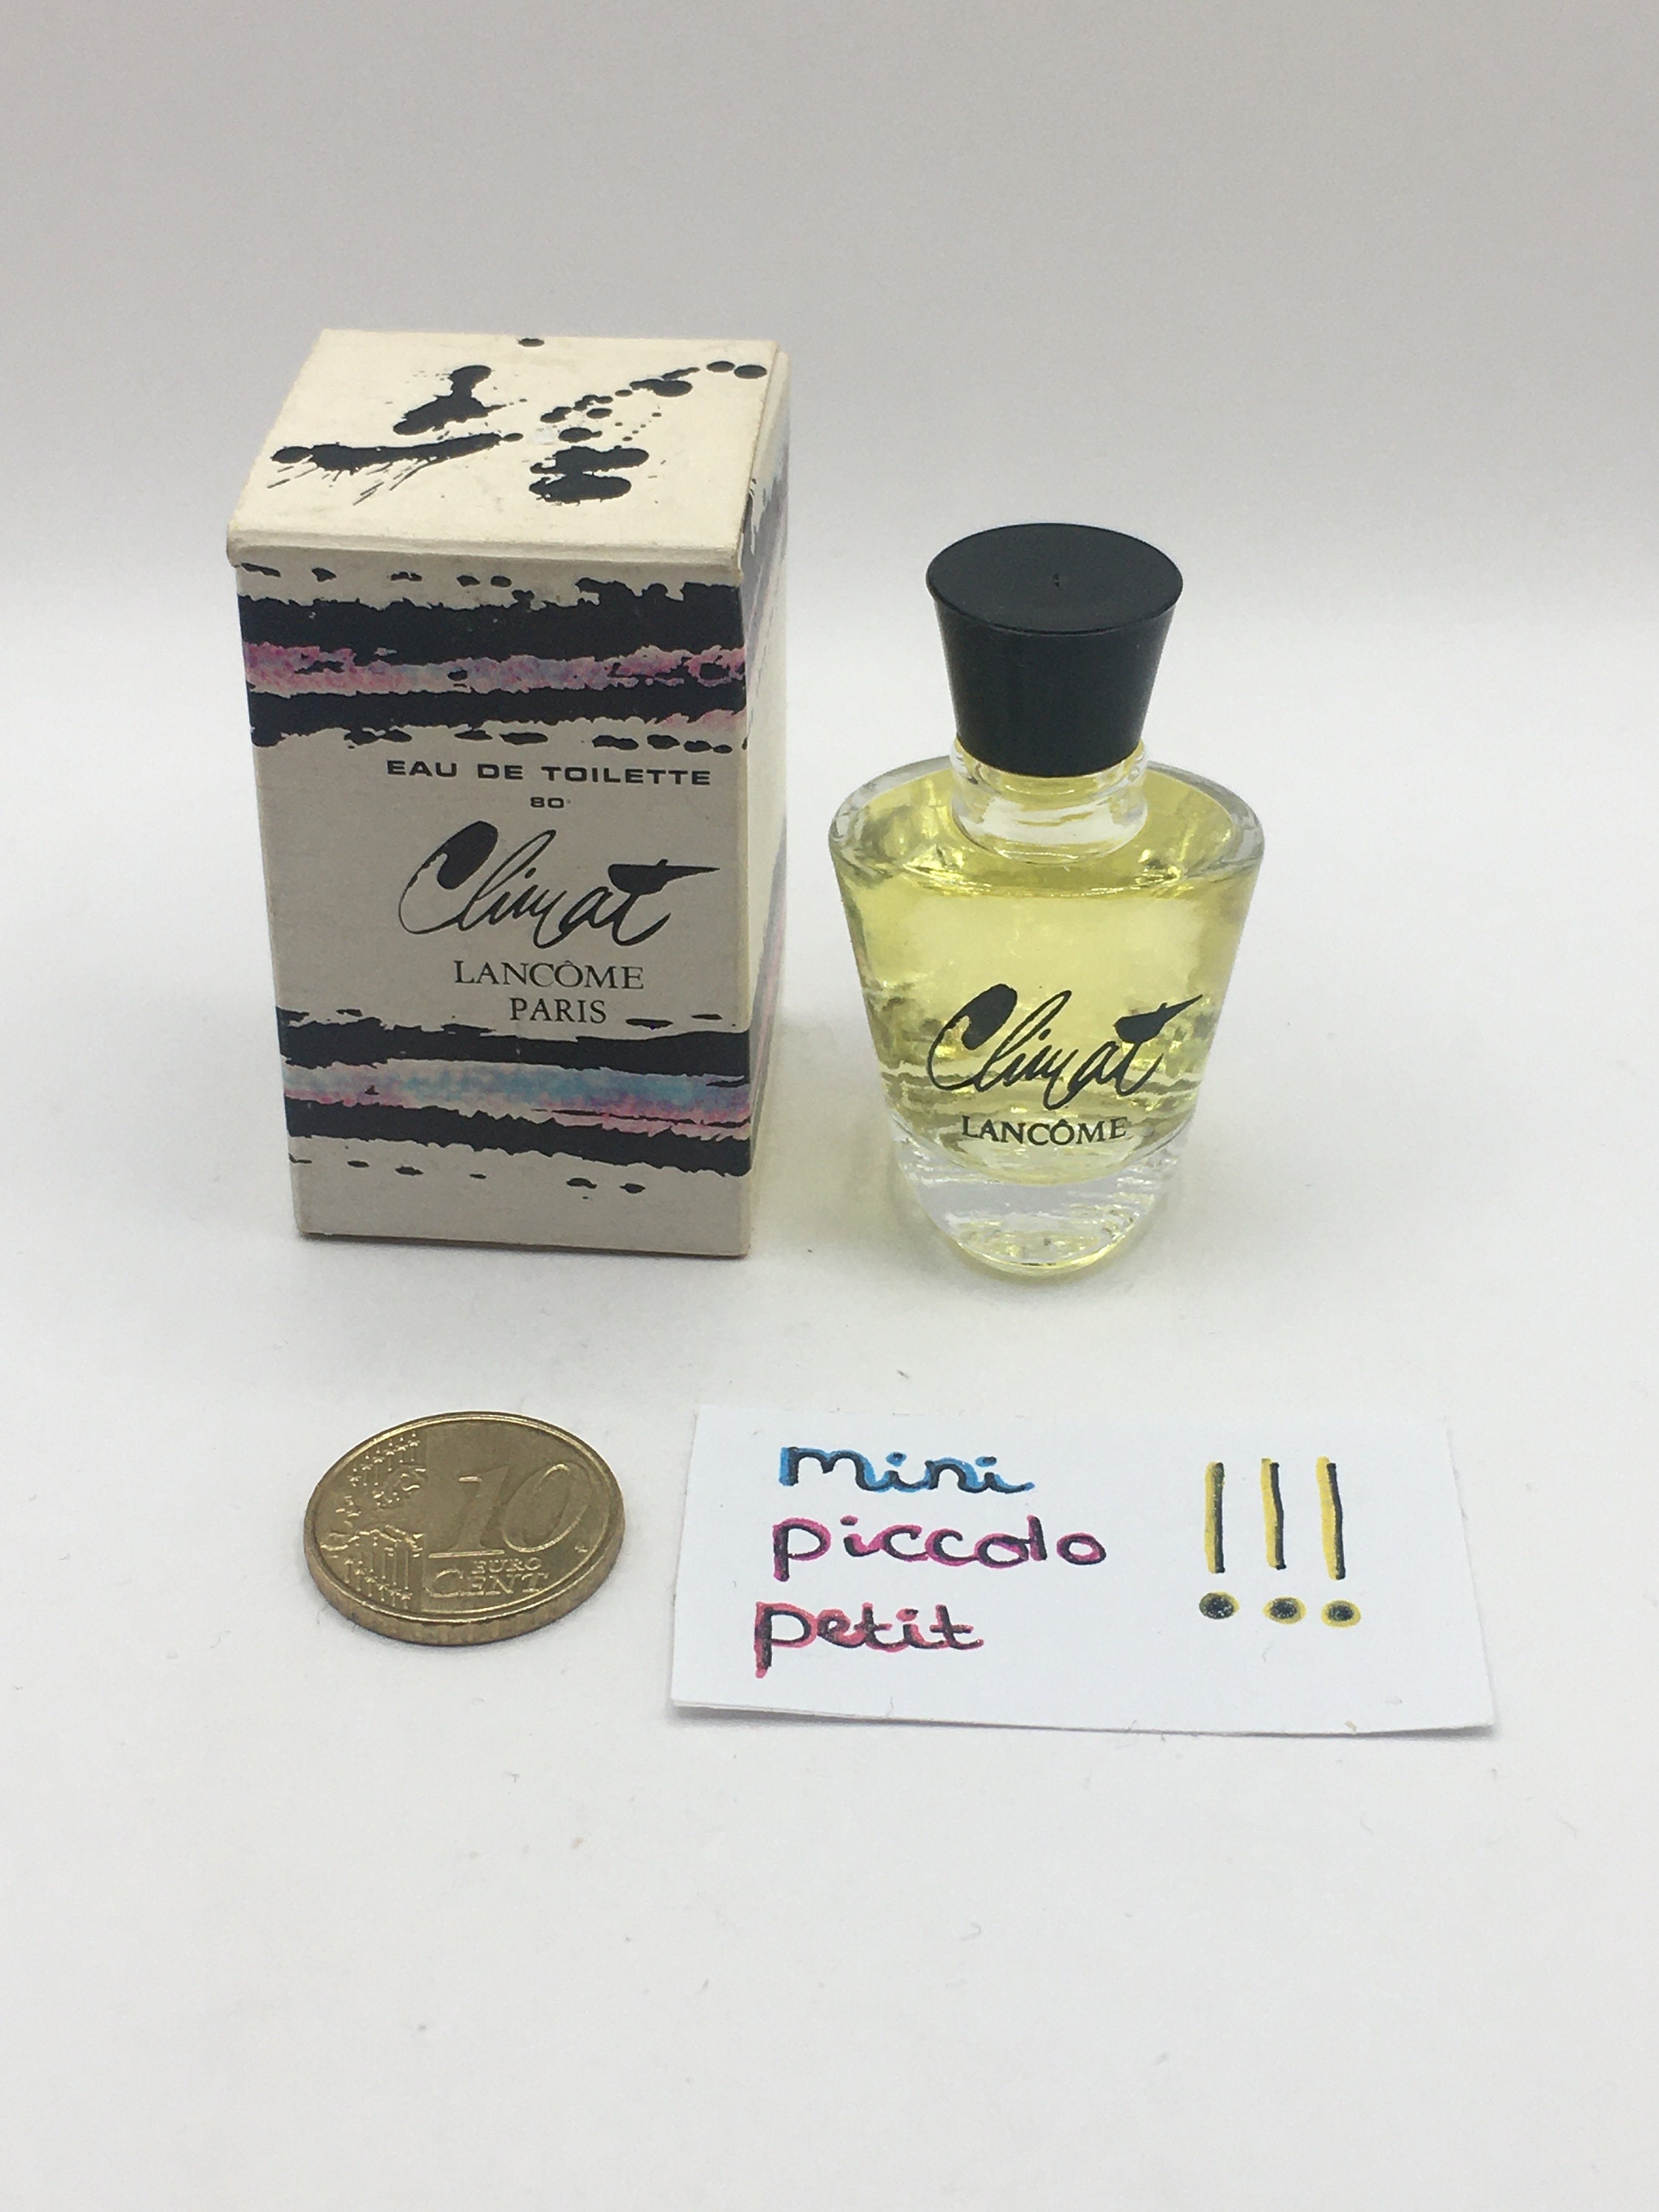 EAU DE TOILETTE
80°
Climat
LANCÔME
PARIS
Climat
LANCÔME
10
EURO
CENT
mini
piccolo
petit
!!!